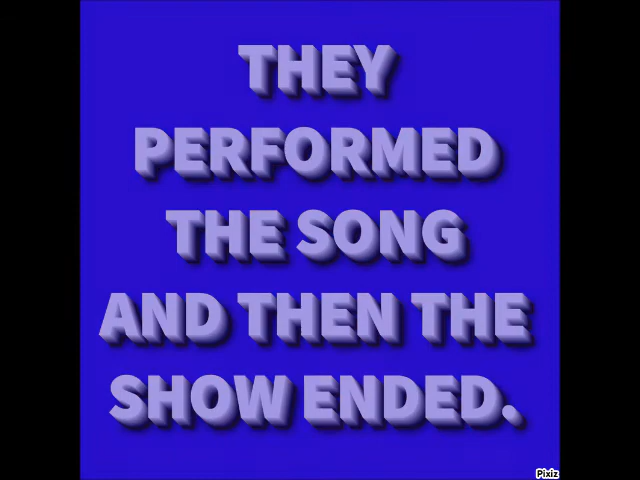 THEY
PERFORMED
THE SONG
AND THEN THE
SHOW ENDED.
Pixiz